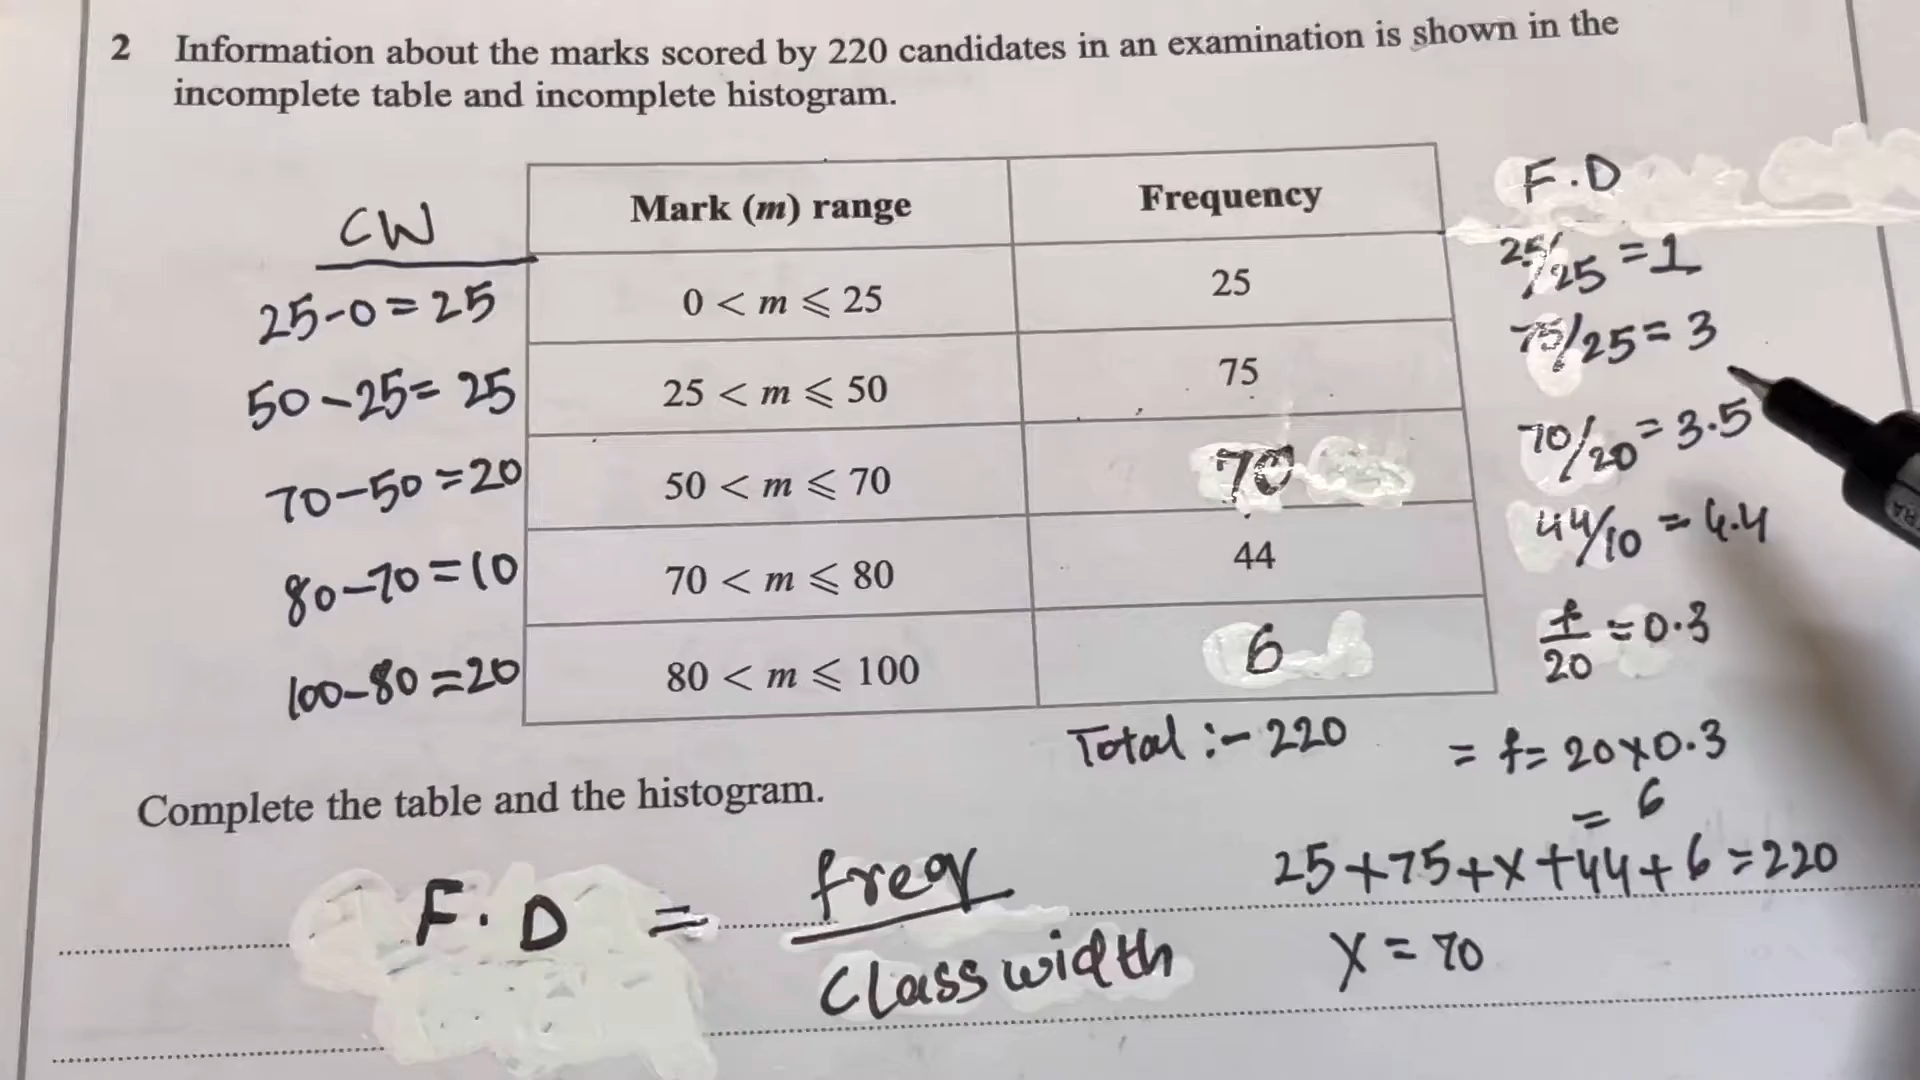 2 Information about the marks scored by 220 candidates in an examination is shown in the
incomplete table and incomplete histogram.
CW Mark (m) range Frequency F.D
25-0=25 0 < m ⩽ 25 25 25/25=1
50-25=25 25 < m ⩽ 50 75 75/25=3
70-50=20 50 < m ⩽ 70 70 70/20=3.5
80-70=10 70 < m ⩽ 80 44 44/10=4.4
100-80=20 80 < m ⩽ 100 6 f/20=0.3
Total :- 220
= f= 20x0.3
= 6
Complete the table and the histogram.
25+75+x+44+6=220
F.D = freq / Class width
x = 70